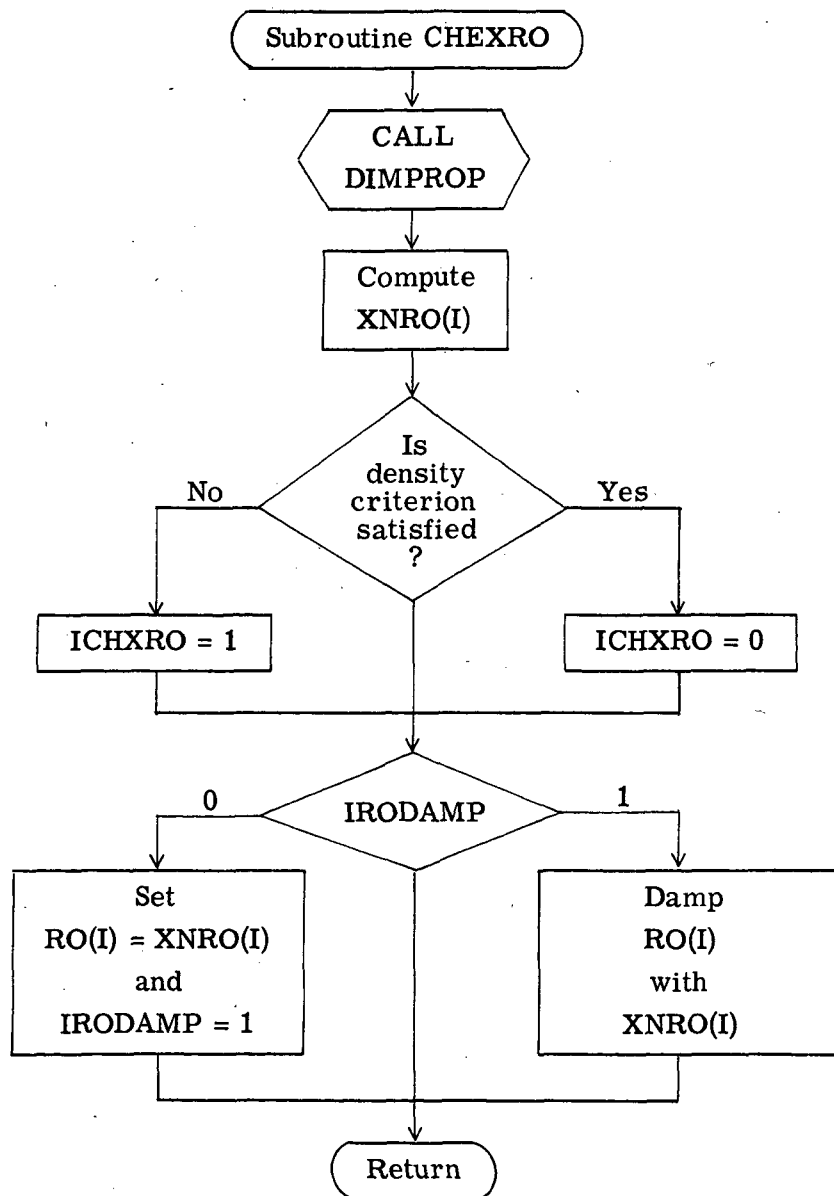 Subroutine CHEXRO
CALL
DIMPROP
Compute
XNRO(I)
Is
density
criterion
satisfied
?
No
Yes
ICHXRO = 1
ICHXRO = 0
IRODAMP
0
1
Set
RO(I) = XNRO(I)
and
IRODAMP = 1
Damp
RO(I)
with
XNRO(I)
Return